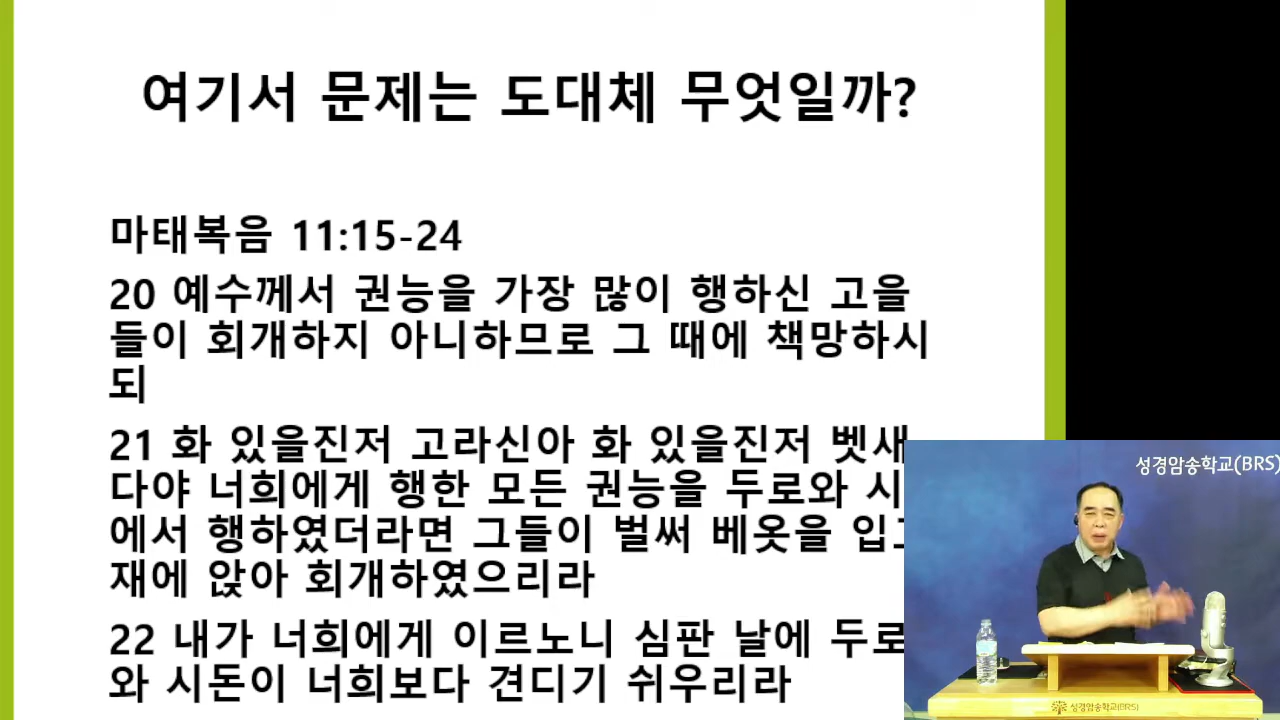 여기서 문제는 도대체 무엇일까?
마태복음 11:15-24
20 예수께서 권능을 가장 많이 행하신 고을
들이 회개하지 아니하므로 그 때에 책망하시
되
21 화 있을진저 고라신아 화 있을진저 벳새
다야 너희에게 행한 모든 권능을 두로와 시
에서 행하였더라면 그들이 벌써 베옷을 입고
재에 앉아 회개하였으리라
22 내가 너희에게 이르노니 심판 날에 두로
와 시돈이 너희보다 견디기 쉬우리라
성경암송학교(BRS)
성경암송학교(BRS)